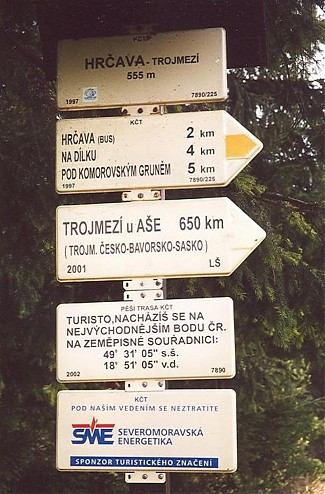 KČT
HRČAVA - TROJMEZÍ
555 m
1997 7890/225
KČT
HRČAVA (BUS) 2 km
NA DÍLKU 4 km
POD KOMOROVSKÝM GRUNĚM 5 km
1997 7890/225
TROJMEZÍ u AŠE 650 km
( TROJM. ČESKO-BAVORSKO-SASKO )
2001 LŠ
PĚŠÍ TRASA KČT
TURISTO, NACHÁZÍŠ SE NA
NEJVÝCHODNĚJŠÍM BODU ČR.
NA ZEMĚPISNÉ SOUŘADNICI:
49° 31' 05" s.š.
18° 51' 05" v.d.
2002 7890
KČT
POD NAŠÍM VEDENÍM SE NEZTRATÍTE
SME SEVEROMORAVSKÁ
ENERGETIKA
SPONZOR TURISTICKÉHO ZNAČENÍ